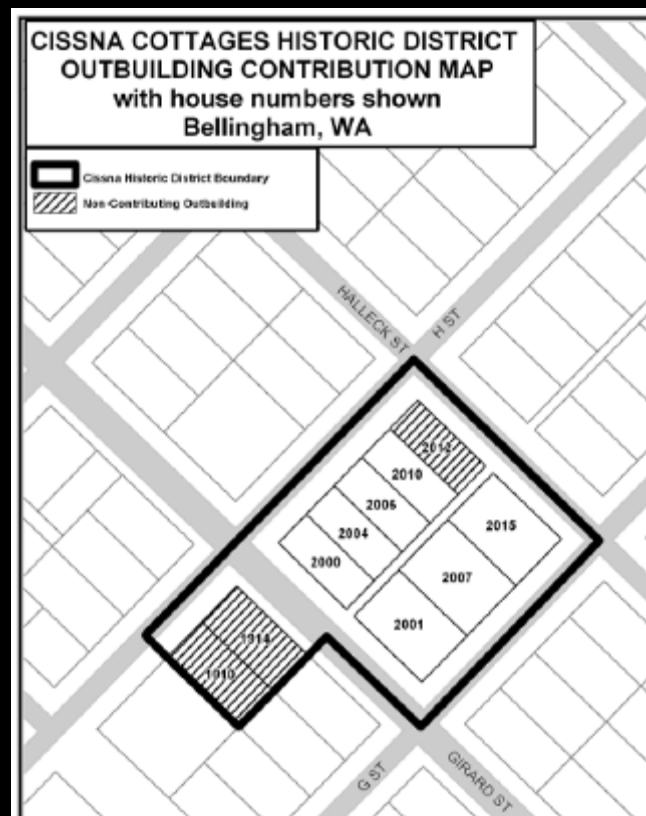 CISSNA COTTAGES HISTORIC DISTRICT
OUTBUILDING CONTRIBUTION MAP
with house numbers shown
Bellingham, WA
Cissna Historic District Boundary
Non-Contributing Outbuilding
HALLECK ST
H ST
2012
2010
2006
2004
2000
2015
2007
2001
1914
1910
G ST
GIRARD ST